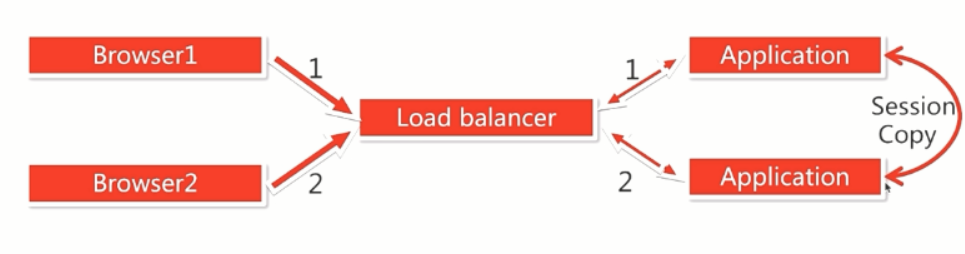 Browser1
1
1
Application
Load balancer
Session
Copy
Browser2
2
2
Application